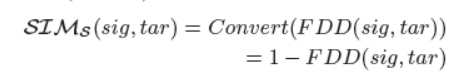 𝒮ℐℳ_S(sig, tar) = Convert(FDD(sig, tar))
= 1 − FDD(sig, tar)